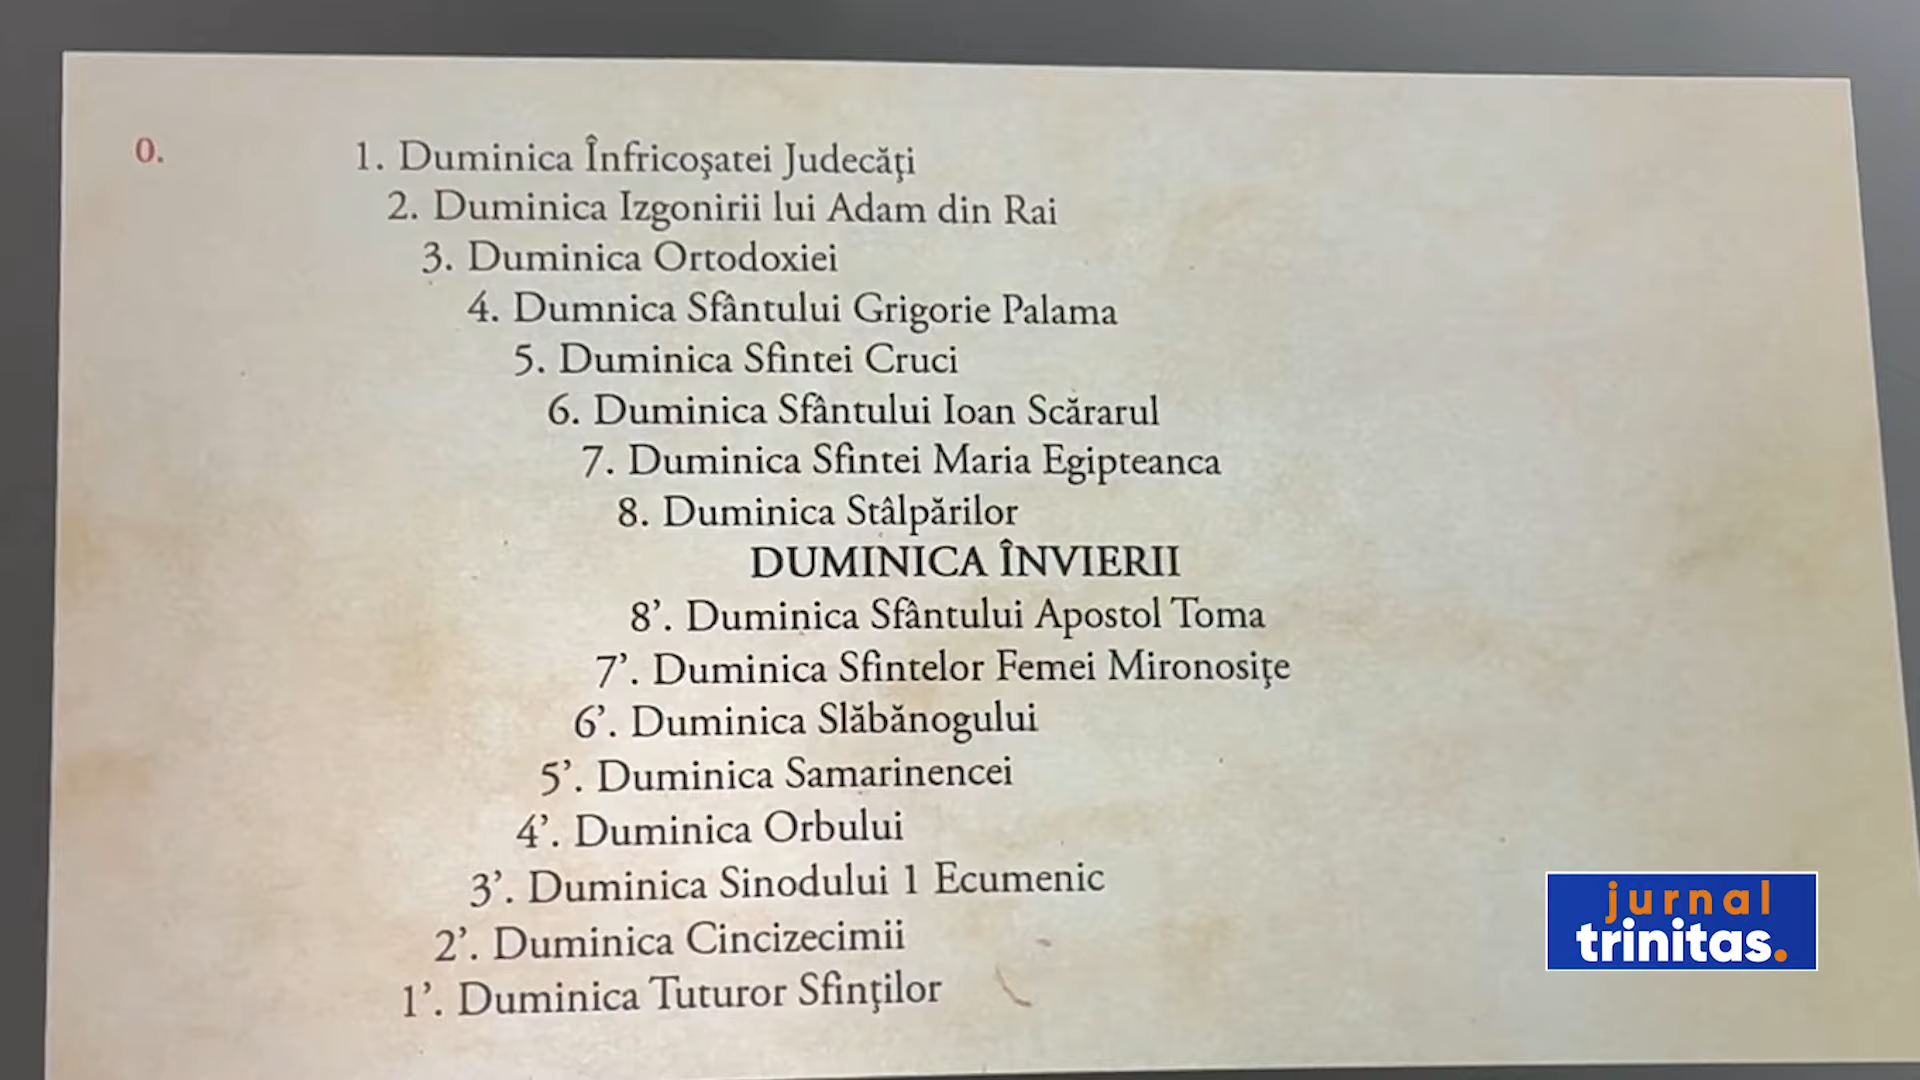 0.
1. Duminica Înfricoşatei Judecăţi
2. Duminica Izgonirii lui Adam din Rai
3. Duminica Ortodoxiei
4. Dumnica Sfântului Grigorie Palama
5. Duminica Sfintei Cruci
6. Duminica Sfântului Ioan Scărarul
7. Duminica Sfintei Maria Egipteanca
8. Duminica Stâlpărilor
DUMINICA ÎNVIERII
8’. Duminica Sfântului Apostol Toma
7’. Duminica Sfintelor Femei Mironosiţe
6’. Duminica Slăbănogului
5’. Duminica Samarinencei
4’. Duminica Orbului
3’. Duminica Sinodului 1 Ecumenic
2’. Duminica Cincizecimii
1’. Duminica Tuturor Sfinţilor
jurnal
trinitas.